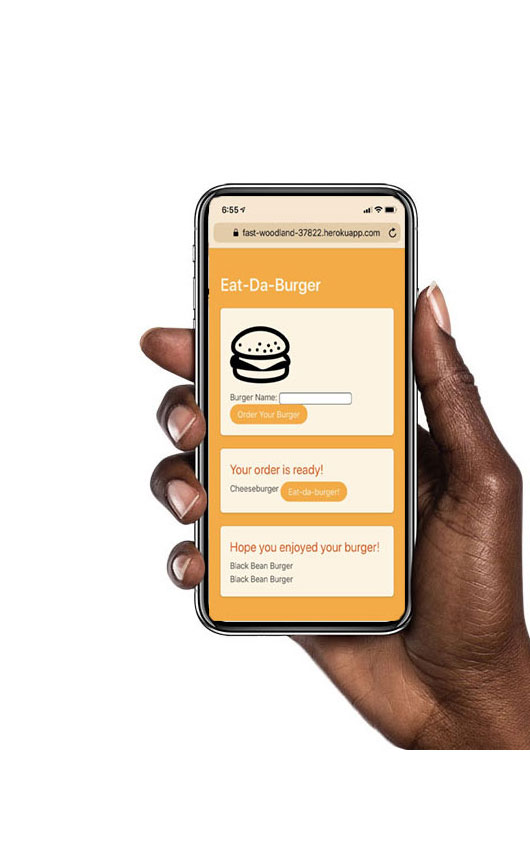 6:55
fast-woodland-37822.herokuapp.com
Eat-Da-Burger
Burger Name:
Order Your Burger
Your order is ready!
Cheeseburger Eat-da-burger!
Hope you enjoyed your burger!
Black Bean Burger
Black Bean Burger